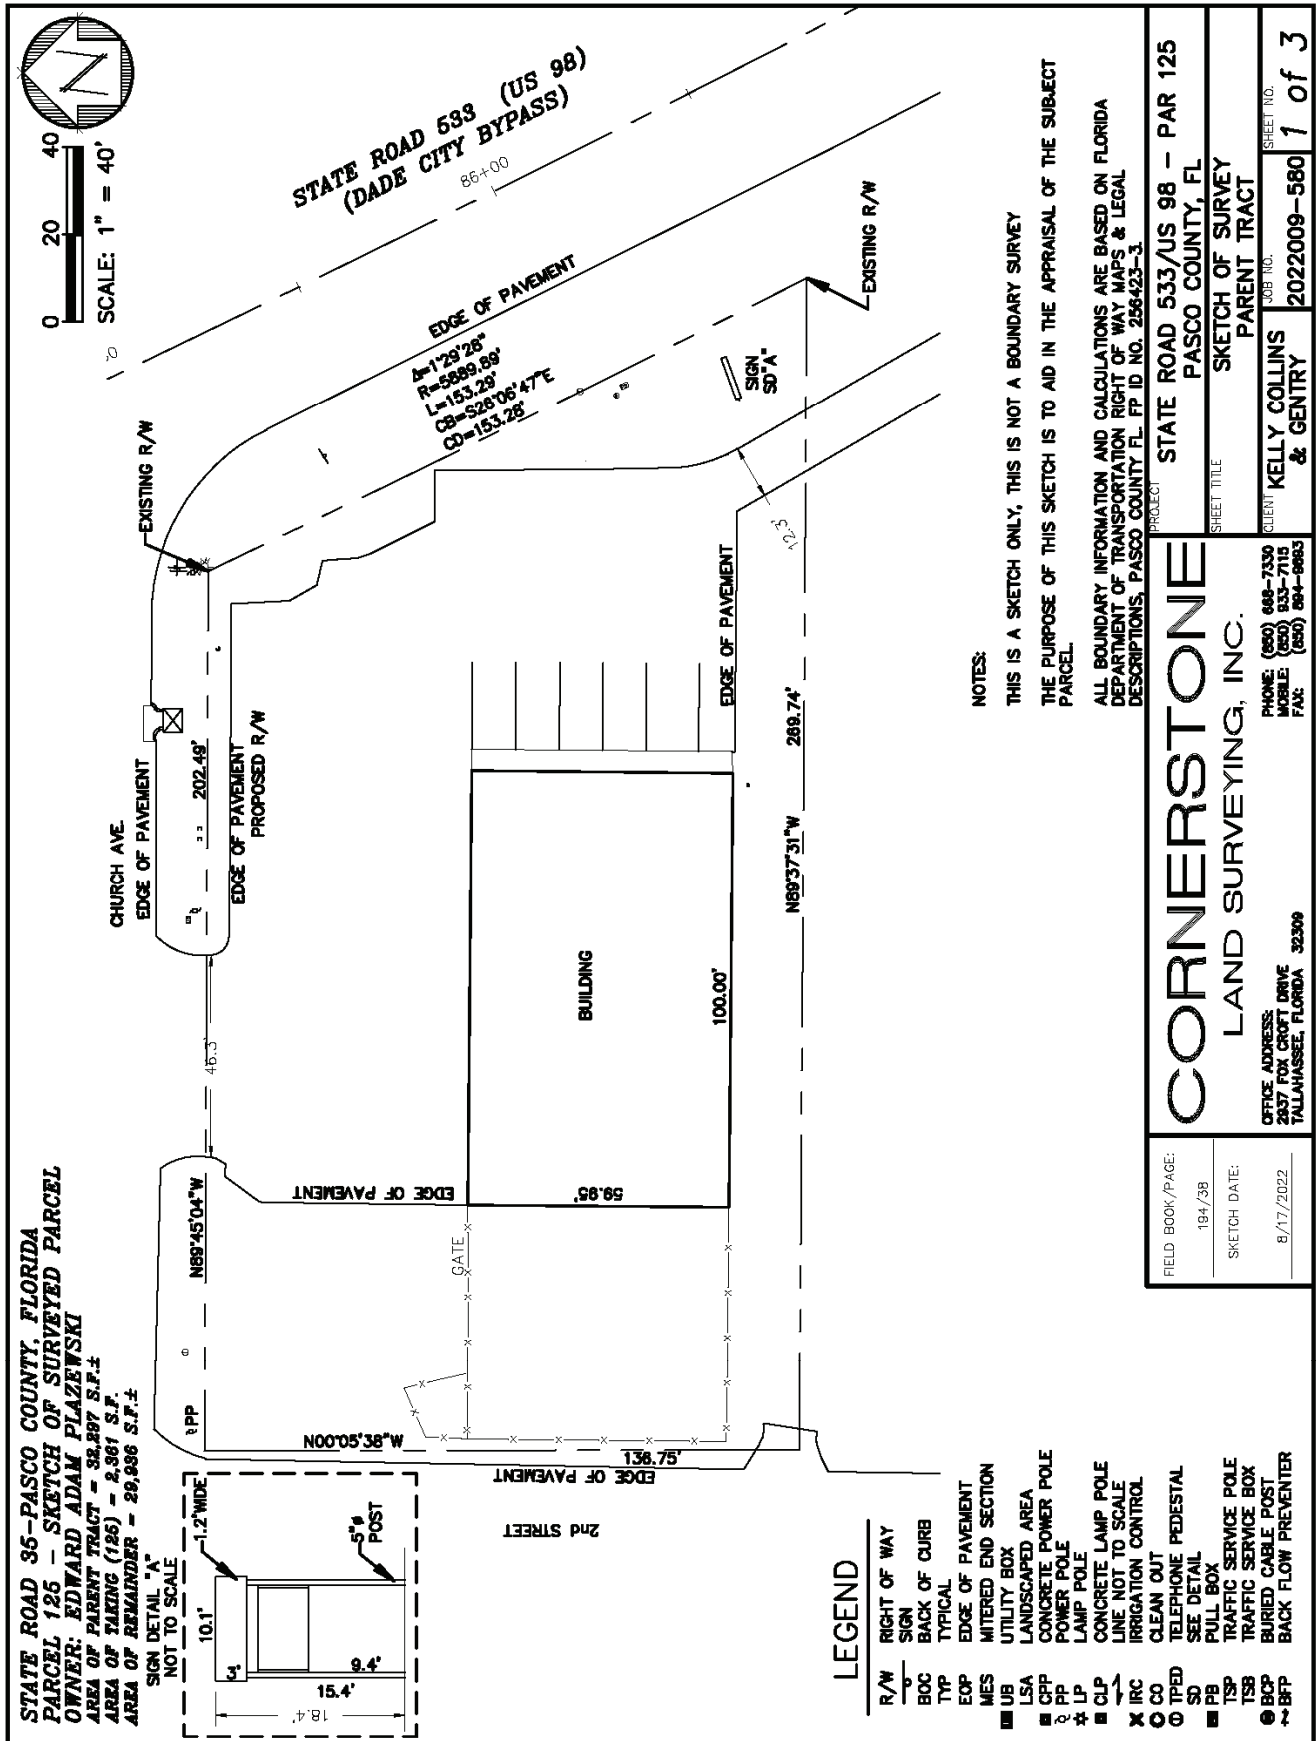 STATE ROAD 35-PASCO COUNTY, FLORIDA
PARCEL 125 - SKETCH OF SURVEYED PARCEL
OWNER: EDWARD ADAM PLAZEWSKI
AREA OF PARENT TRACT = 32,297 S.F.±
AREA OF TAKING (125) = 2,361 S.F.
AREA OF REMAINDER = 29,936 S.F.±
SIGN DETAIL "A"
NOT TO SCALE
1.2' WIDE
10.1'
3'
9.4'
15.4'
18.4'
5"ø
POST
0 20 40
SCALE: 1" = 40'
N
CHURCH AVE.
EDGE OF PAVEMENT
N89°45'04"W
46.3'
202.49'
EDGE OF PAVEMENT
PROPOSED R/W
EXISTING R/W
STATE ROAD 533 (US 98)
(DADE CITY BYPASS)
86+00
EDGE OF PAVEMENT
Δ=1°29'28"
R=5889.89'
L=153.29'
CB=S26°06'47"E
CD=153.28'
PP
N00°05'38"W
136.75'
EDGE OF PAVEMENT
2nd STREET
EDGE OF PAVEMENT
GATE
59.95'
BUILDING
100.00'
EDGE OF PAVEMENT
12.3'
SIGN
SD"A"
EXISTING R/W
N89°37'31"W
269.74'
LEGEND
R/W RIGHT OF WAY
SIGN
BOC BACK OF CURB
TYP TYPICAL
EOP EDGE OF PAVEMENT
MES MITERED END SECTION
UB UTILITY BOX
LSA LANDSCAPED AREA
CPP CONCRETE POWER POLE
PP POWER POLE
LP LAMP POLE
CLP CONCRETE LAMP POLE
LINE NOT TO SCALE
IRC IRRIGATION CONTROL
CO CLEAN OUT
TPED TELEPHONE PEDESTAL
SD SEE DETAIL
PB PULL BOX
TSP TRAFFIC SERVICE POLE
TSB TRAFFIC SERVICE BOX
BCP BURIED CABLE POST
BFP BACK FLOW PREVENTER
NOTES:
THIS IS A SKETCH ONLY, THIS IS NOT A BOUNDARY SURVEY
THE PURPOSE OF THIS SKETCH IS TO AID IN THE APPRAISAL OF THE SUBJECT
PARCEL.
ALL BOUNDARY INFORMATION AND CALCULATIONS ARE BASED ON FLORIDA
DEPARTMENT OF TRANSPORTATION RIGHT OF WAY MAPS & LEGAL
DESCRIPTIONS, PASCO COUNTY FL. FP ID NO. 256423-3.
FIELD BOOK/PAGE:
194/38
SKETCH DATE:
8/17/2022
CORNERSTONE
LAND SURVEYING, INC.
OFFICE ADDRESS:
2937 FOX CROFT DRIVE
TALLAHASSEE, FLORIDA 32309
PHONE: (850) 668-7330
MOBILE: (850) 933-7115
FAX: (850) 894-9893
PROJECT
STATE ROAD 533/US 98 - PAR 125
PASCO COUNTY, FL
SHEET TITLE
SKETCH OF SURVEY
PARENT TRACT
CLIENT
KELLY COLLINS
& GENTRY
JOB NO.
2022009-580
SHEET NO.
1 of 3